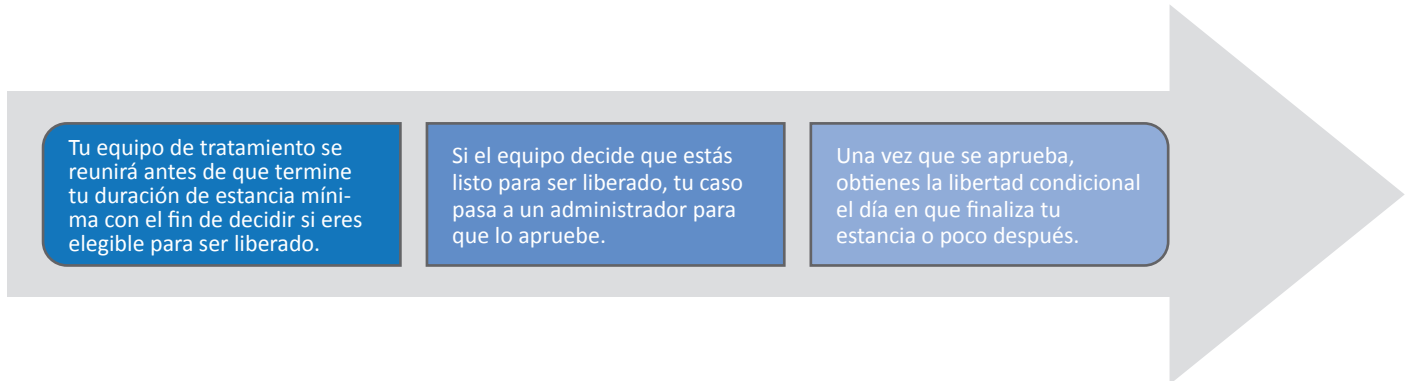 Tu equipo de tratamiento se
reunirá antes de que termine
tu duración de estancia míni-
ma con el fin de decidir si eres
elegible para ser liberado.
Si el equipo decide que estás
listo para ser liberado, tu caso
pasa a un administrador para
que lo apruebe.
Una vez que se aprueba,
obtienes la libertad condicional
el día en que finaliza tu
estancia o poco después.